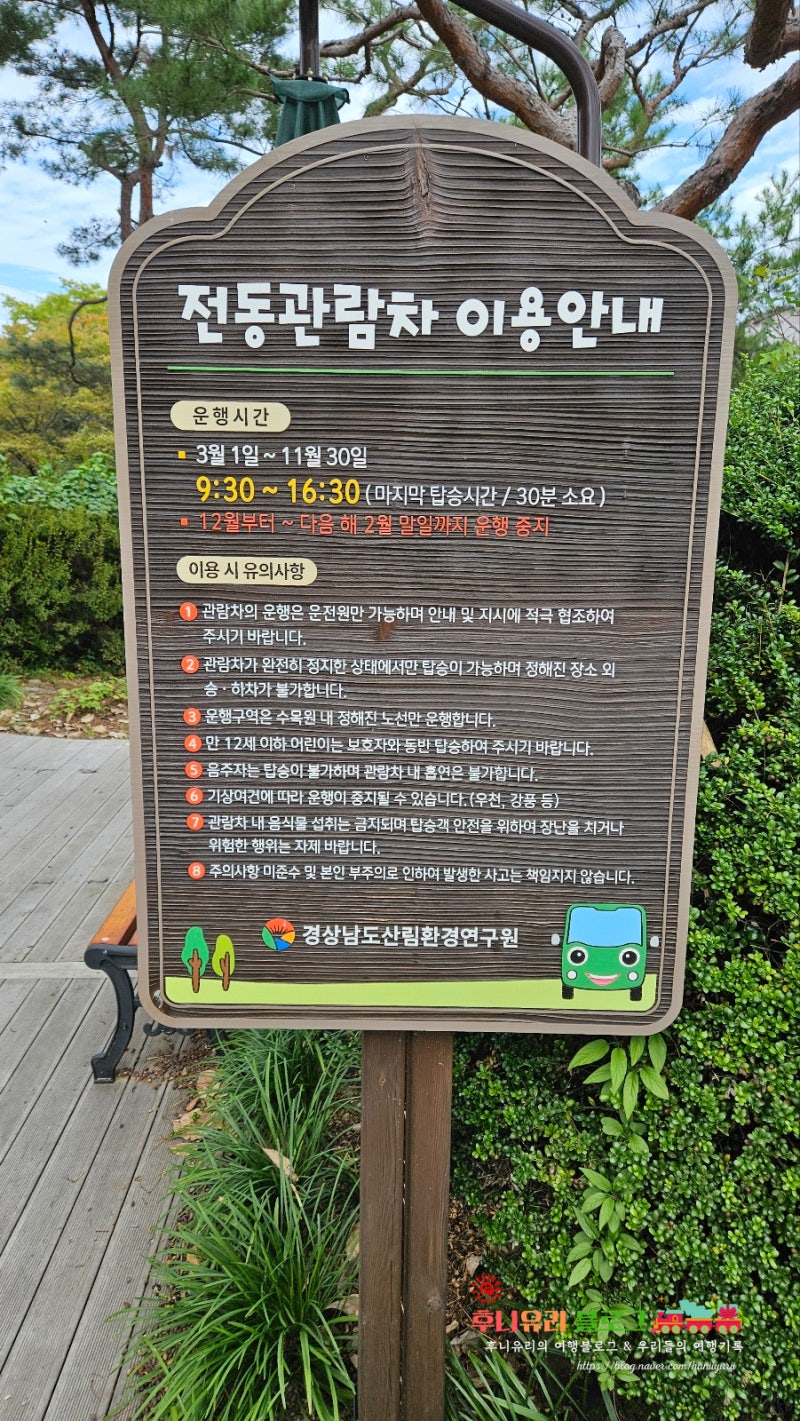 전동관람차 이용안내
운행시간
3월 1일 ~ 11월 30일
9:30 ~ 16:30 (마지막 탑승시간 / 30분 소요)
12월부터 ~ 다음 해 2월 말일까지 운행 중지
이용 시 유의사항
1 관람차의 운행은 운전원만 가능하며 안내 및 지시에 적극 협조하여
주시기 바랍니다.
2 관람차가 완전히 정지한 상태에서만 탑승이 가능하며 정해진 장소 외
승·하차가 불가합니다.
3 운행구역은 수목원 내 정해진 노선만 운행합니다.
4 만 12세 이하 어린이는 보호자와 동반 탑승하여 주시기 바랍니다.
5 음주자는 탑승이 불가하며 관람차 내 흡연은 불가합니다.
6 기상여건에 따라 운행이 중지될 수 있습니다. (우천, 강풍 등)
7 관람차 내 음식물 섭취는 금지되며 탑승객 안전을 위하여 장난을 치거나
위험한 행위는 자제 바랍니다.
8 주의사항 미준수 및 본인 부주의로 인하여 발생한 사고는 책임지지 않습니다.
경상남도산림환경연구원
후니유리 블로그
후니유리의 여행블로그 & 우리들의 여행기록